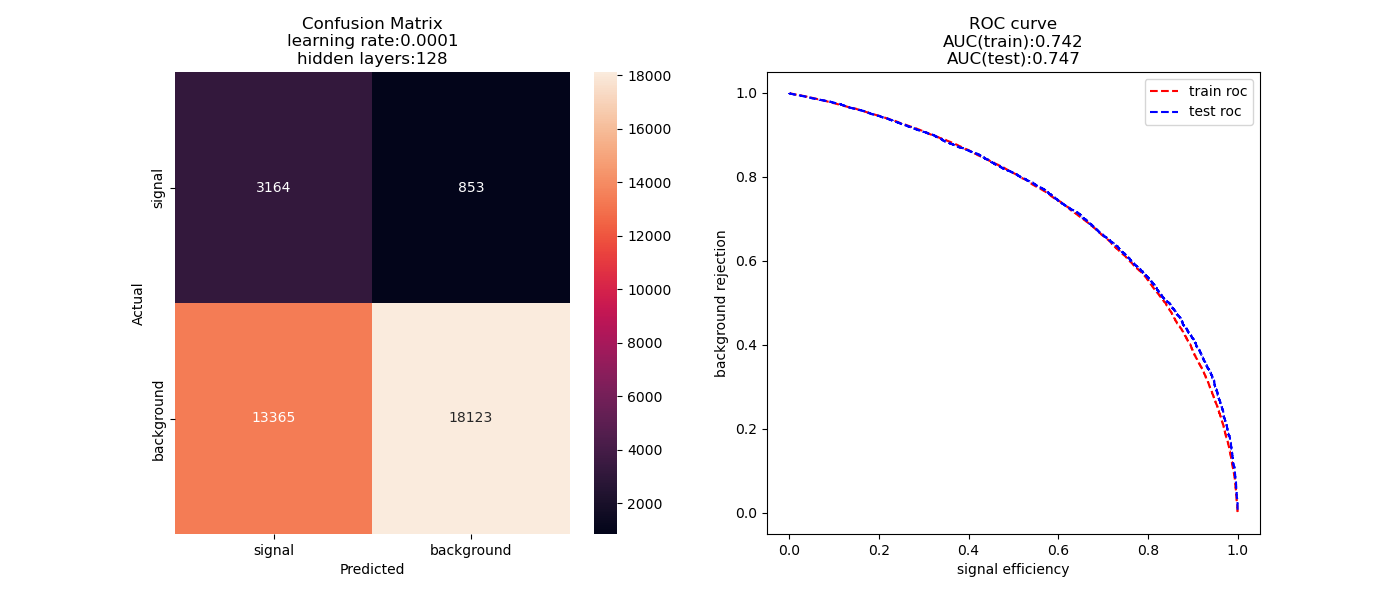 Confusion Matrix
learning rate:0.0001
hidden layers:128
signal
background
Actual
3164
853
13365
18123
signal
background
Predicted
18000
16000
14000
12000
10000
8000
6000
4000
2000
ROC curve
AUC(train):0.742
AUC(test):0.747
train roc
test roc
background rejection
1.0
0.8
0.6
0.4
0.2
0.0
0.0 0.2 0.4 0.6 0.8 1.0
signal efficiency